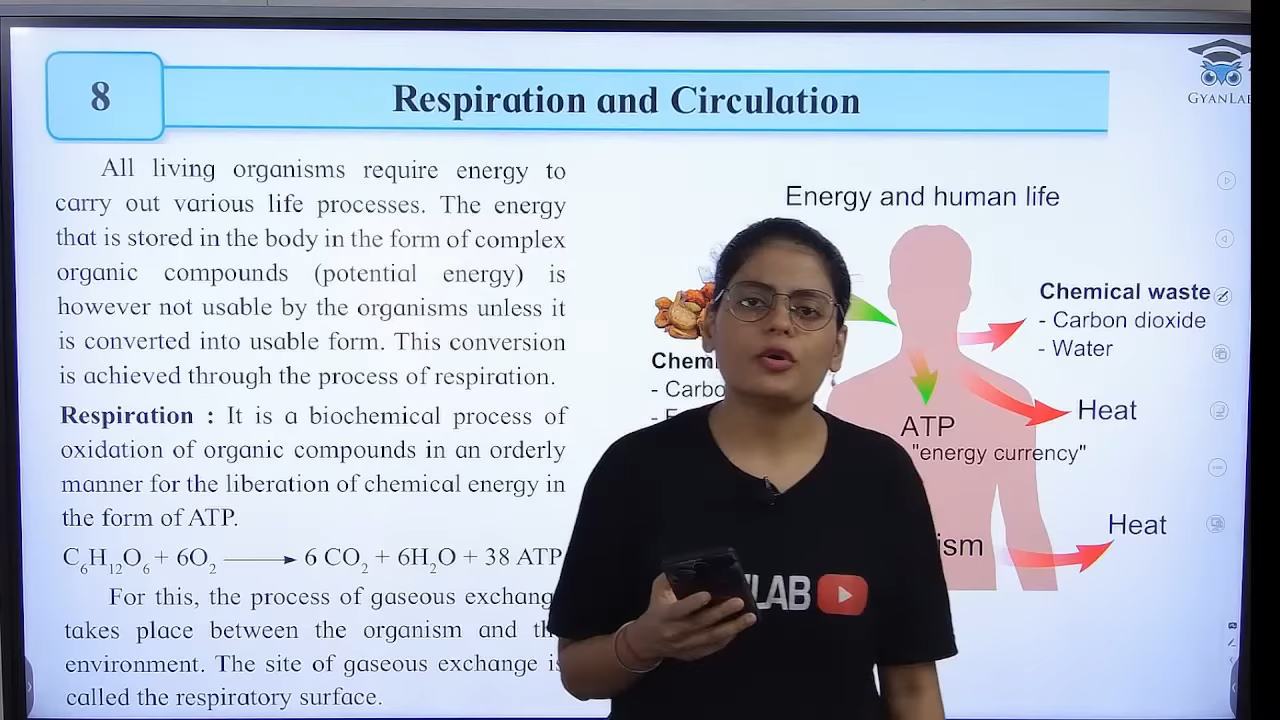 8
Respiration and Circulation
GYANLAB
All living organisms require energy to
carry out various life processes. The energy
that is stored in the body in the form of complex
organic compounds (potential energy) is
however not usable by the organisms unless it
is converted into usable form. This conversion
is achieved through the process of respiration.
Respiration : It is a biochemical process of
oxidation of organic compounds in an orderly
manner for the liberation of chemical energy in
the form of ATP.
C₆H₁₂O₆ + 6O₂ ⟶ 6 CO₂ + 6H₂O + 38 ATP
For this, the process of gaseous exchang
takes place between the organism and th
environment. The site of gaseous exchange is
called the respiratory surface.
Energy and human life
Chemi
- Carbo
Chemical waste
- Carbon dioxide
- Water
Heat
ATP
"energy currency"
Heat
ism
LAB